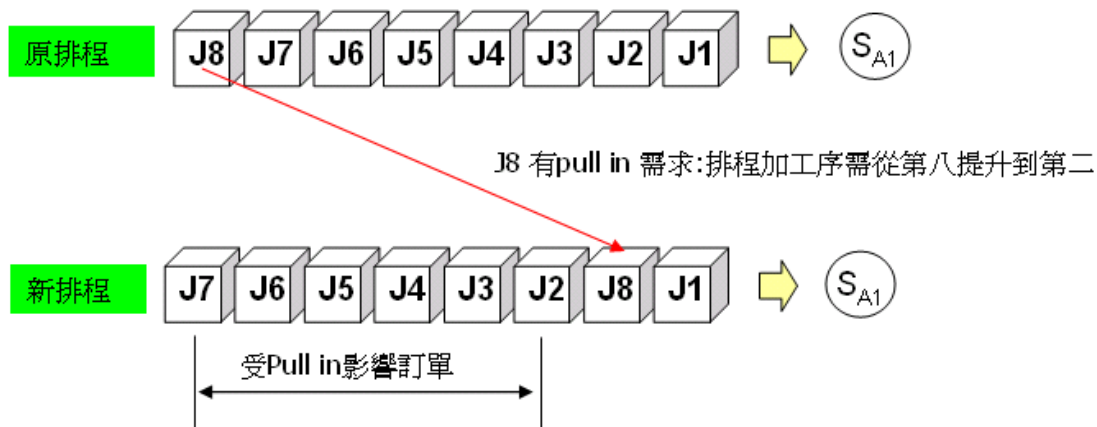 原排程 J8 J7 J6 J5 J4 J3 J2 J1 SA1
J8 有pull in 需求:排程加工序需從第八提升到第二
新排程 J7 J6 J5 J4 J3 J2 J8 J1 SA1
受Pull in影響訂單